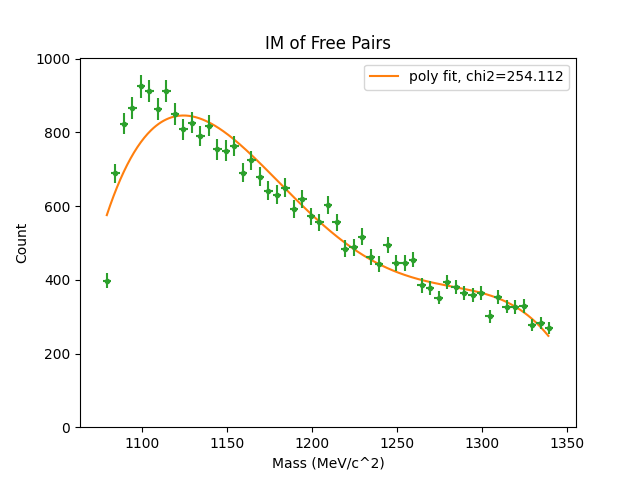 IM of Free Pairs
poly fit, chi2=254.112
1000
800
600
400
200
0
Count
1100 1150 1200 1250 1300 1350
Mass (MeV/c^2)